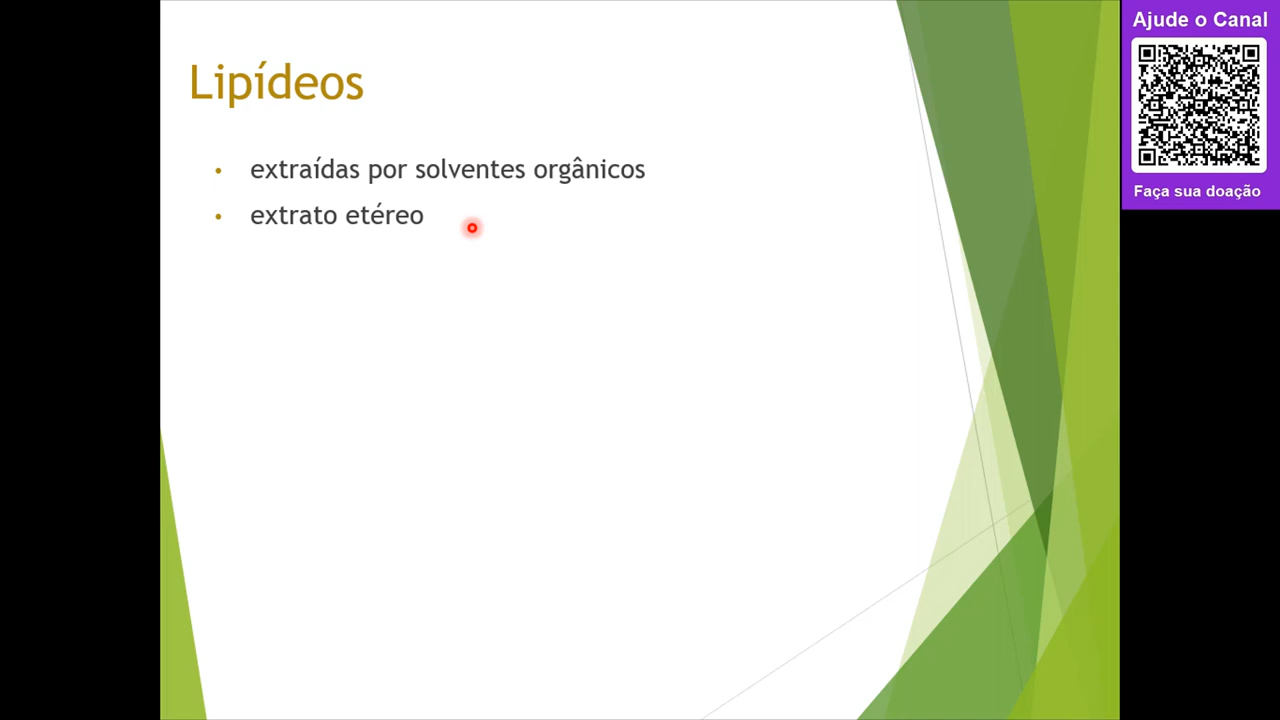 Lipídeos
• extraídas por solventes orgânicos
• extrato etéreo
Ajude o Canal
Faça sua doação